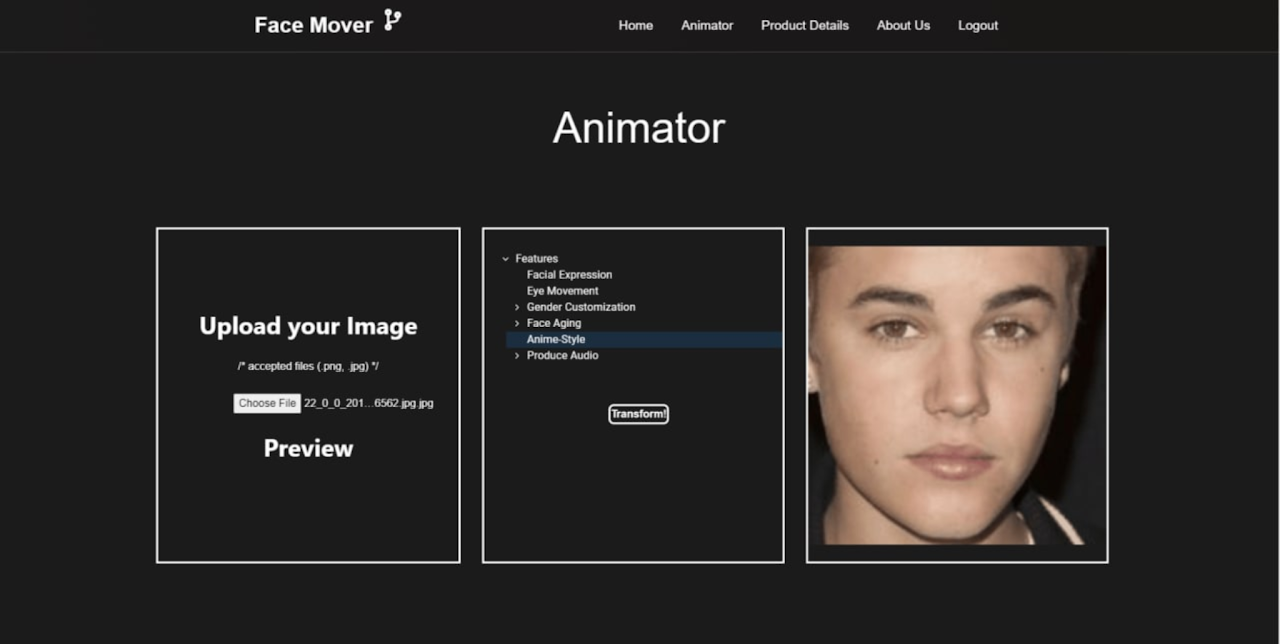 Face Mover
Home Animator Product Details About Us Logout
Animator
Upload your Image
/* accepted files (.png, .jpg) */
Choose File 22_0_0_201...6562.jpg.jpg
Preview
Features
Facial Expression
Eye Movement
Gender Customization
Face Aging
Anime-Style
Produce Audio
Transform!